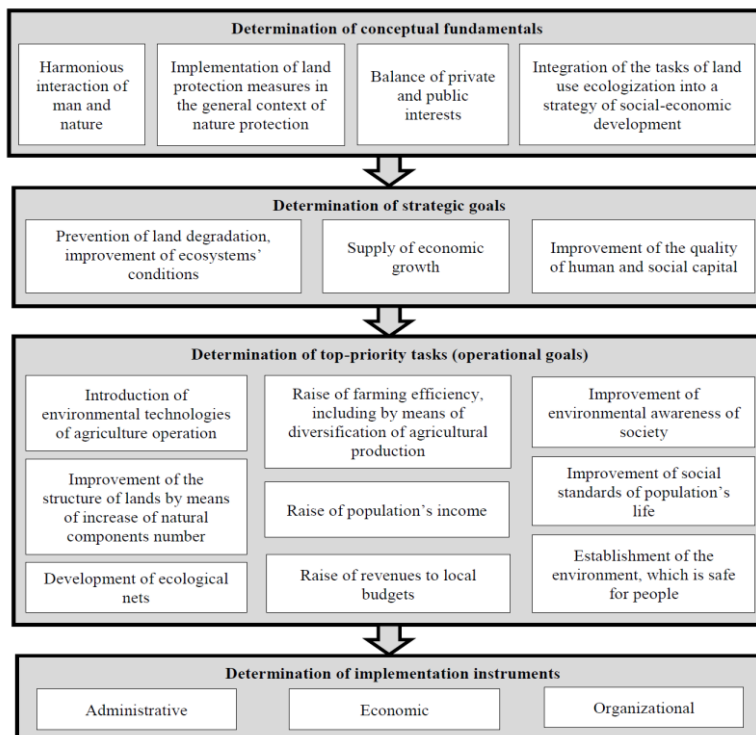 Determination of conceptual fundamentals
Harmonious
interaction of
man and
nature
Implementation of land
protection measures in
the general context of
nature protection
Balance of private
and public
interests
Integration of the tasks of land
use ecologization into a
strategy of social-economic
development
Determination of strategic goals
Prevention of land degradation,
improvement of ecosystems’
conditions
Supply of economic
growth
Improvement of the quality
of human and social capital
Determination of top-priority tasks (operational goals)
Introduction of
environmental technologies
of agriculture operation
Raise of farming efficiency,
including by means of
diversification of agricultural
production
Improvement of
environmental awareness of
society
Improvement of the
structure of lands by means
of increase of natural
components number
Raise of population’s income
Improvement of social
standards of population’s
life
Development of ecological
nets
Raise of revenues to local
budgets
Establishment of the
environment, which is safe
for people
Determination of implementation instruments
Administrative
Economic
Organizational